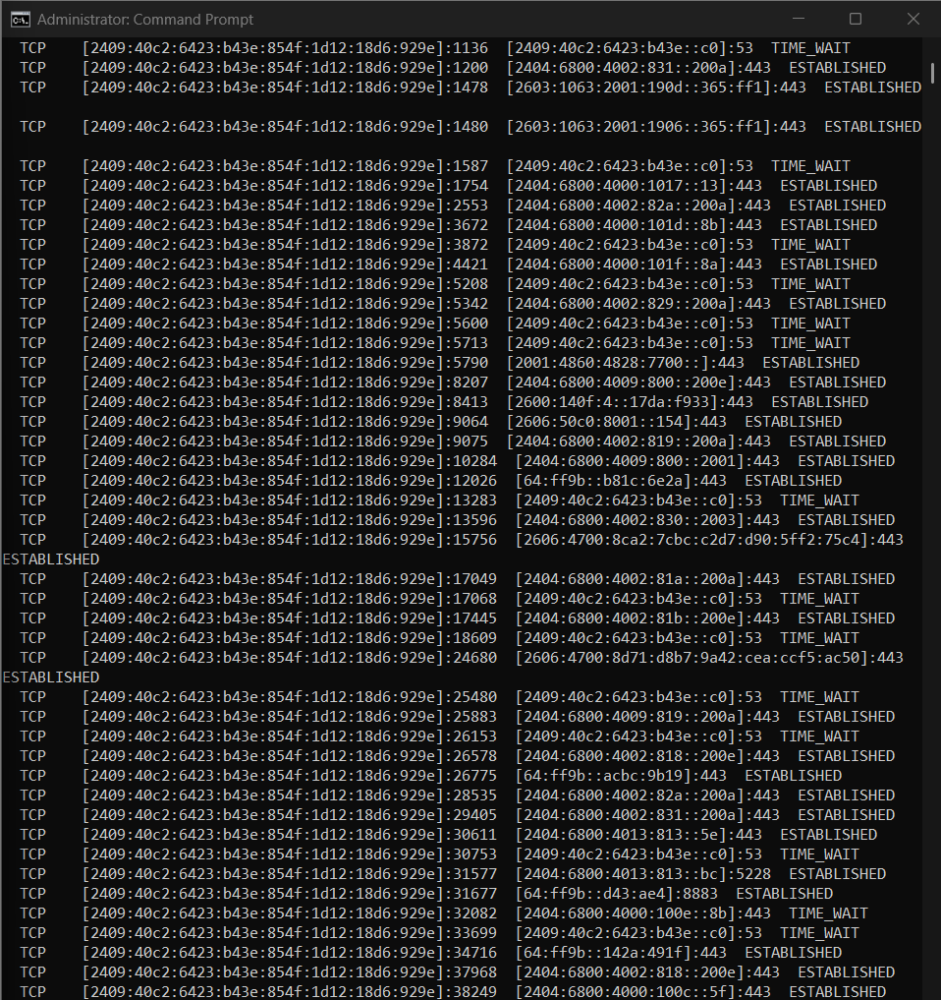 Administrator: Command Prompt
TCP [2409:40c2:6423:b43e:854f:1d12:18d6:929e]:1136 [2409:40c2:6423:b43e::c0]:53 TIME_WAIT
TCP [2409:40c2:6423:b43e:854f:1d12:18d6:929e]:1200 [2404:6800:4002:831::200a]:443 ESTABLISHED
TCP [2409:40c2:6423:b43e:854f:1d12:18d6:929e]:1478 [2603:1063:2001:190d::365:ff1]:443 ESTABLISHED
TCP [2409:40c2:6423:b43e:854f:1d12:18d6:929e]:1480 [2603:1063:2001:1906::365:ff1]:443 ESTABLISHED
TCP [2409:40c2:6423:b43e:854f:1d12:18d6:929e]:1587 [2409:40c2:6423:b43e::c0]:53 TIME_WAIT
TCP [2409:40c2:6423:b43e:854f:1d12:18d6:929e]:1754 [2404:6800:4000:1017::13]:443 ESTABLISHED
TCP [2409:40c2:6423:b43e:854f:1d12:18d6:929e]:2553 [2404:6800:4002:82a::200a]:443 ESTABLISHED
TCP [2409:40c2:6423:b43e:854f:1d12:18d6:929e]:3672 [2404:6800:4000:101d::8b]:443 ESTABLISHED
TCP [2409:40c2:6423:b43e:854f:1d12:18d6:929e]:3872 [2409:40c2:6423:b43e::c0]:53 TIME_WAIT
TCP [2409:40c2:6423:b43e:854f:1d12:18d6:929e]:4421 [2404:6800:4000:101f::8a]:443 ESTABLISHED
TCP [2409:40c2:6423:b43e:854f:1d12:18d6:929e]:5208 [2409:40c2:6423:b43e::c0]:53 TIME_WAIT
TCP [2409:40c2:6423:b43e:854f:1d12:18d6:929e]:5342 [2404:6800:4002:829::200a]:443 ESTABLISHED
TCP [2409:40c2:6423:b43e:854f:1d12:18d6:929e]:5600 [2409:40c2:6423:b43e::c0]:53 TIME_WAIT
TCP [2409:40c2:6423:b43e:854f:1d12:18d6:929e]:5713 [2409:40c2:6423:b43e::c0]:53 TIME_WAIT
TCP [2409:40c2:6423:b43e:854f:1d12:18d6:929e]:5790 [2001:4860:4828:7700::]:443 ESTABLISHED
TCP [2409:40c2:6423:b43e:854f:1d12:18d6:929e]:8207 [2404:6800:4009:800::200e]:443 ESTABLISHED
TCP [2409:40c2:6423:b43e:854f:1d12:18d6:929e]:8413 [2600:140f:4::17da:f933]:443 ESTABLISHED
TCP [2409:40c2:6423:b43e:854f:1d12:18d6:929e]:9064 [2606:50c0:8001::154]:443 ESTABLISHED
TCP [2409:40c2:6423:b43e:854f:1d12:18d6:929e]:9075 [2404:6800:4002:819::200a]:443 ESTABLISHED
TCP [2409:40c2:6423:b43e:854f:1d12:18d6:929e]:10284 [2404:6800:4009:800::2001]:443 ESTABLISHED
TCP [2409:40c2:6423:b43e:854f:1d12:18d6:929e]:12026 [64:ff9b::b81c:6e2a]:443 ESTABLISHED
TCP [2409:40c2:6423:b43e:854f:1d12:18d6:929e]:13283 [2409:40c2:6423:b43e::c0]:53 TIME_WAIT
TCP [2409:40c2:6423:b43e:854f:1d12:18d6:929e]:13596 [2404:6800:4002:830::2003]:443 ESTABLISHED
TCP [2409:40c2:6423:b43e:854f:1d12:18d6:929e]:15756 [2606:4700:8ca2:7cbc:c2d7:d90:5ff2:75c4]:443
ESTABLISHED
TCP [2409:40c2:6423:b43e:854f:1d12:18d6:929e]:17049 [2404:6800:4002:81a::200a]:443 ESTABLISHED
TCP [2409:40c2:6423:b43e:854f:1d12:18d6:929e]:17068 [2409:40c2:6423:b43e::c0]:53 TIME_WAIT
TCP [2409:40c2:6423:b43e:854f:1d12:18d6:929e]:17445 [2404:6800:4002:81b::200e]:443 ESTABLISHED
TCP [2409:40c2:6423:b43e:854f:1d12:18d6:929e]:18609 [2409:40c2:6423:b43e::c0]:53 TIME_WAIT
TCP [2409:40c2:6423:b43e:854f:1d12:18d6:929e]:24680 [2606:4700:8d71:d8b7:9a42:cea:ccf5:ac50]:443
ESTABLISHED
TCP [2409:40c2:6423:b43e:854f:1d12:18d6:929e]:25480 [2409:40c2:6423:b43e::c0]:53 TIME_WAIT
TCP [2409:40c2:6423:b43e:854f:1d12:18d6:929e]:25883 [2404:6800:4009:819::200a]:443 ESTABLISHED
TCP [2409:40c2:6423:b43e:854f:1d12:18d6:929e]:26153 [2409:40c2:6423:b43e::c0]:53 TIME_WAIT
TCP [2409:40c2:6423:b43e:854f:1d12:18d6:929e]:26578 [2404:6800:4002:818::200e]:443 ESTABLISHED
TCP [2409:40c2:6423:b43e:854f:1d12:18d6:929e]:26775 [64:ff9b::acbc:9b19]:443 ESTABLISHED
TCP [2409:40c2:6423:b43e:854f:1d12:18d6:929e]:28535 [2404:6800:4002:82a::200a]:443 ESTABLISHED
TCP [2409:40c2:6423:b43e:854f:1d12:18d6:929e]:29405 [2404:6800:4002:831::200a]:443 ESTABLISHED
TCP [2409:40c2:6423:b43e:854f:1d12:18d6:929e]:30611 [2404:6800:4013:813::5e]:443 ESTABLISHED
TCP [2409:40c2:6423:b43e:854f:1d12:18d6:929e]:30753 [2409:40c2:6423:b43e::c0]:53 TIME_WAIT
TCP [2409:40c2:6423:b43e:854f:1d12:18d6:929e]:31577 [2404:6800:4013:813::bc]:5228 ESTABLISHED
TCP [2409:40c2:6423:b43e:854f:1d12:18d6:929e]:31677 [64:ff9b::d43:ae4]:8883 ESTABLISHED
TCP [2409:40c2:6423:b43e:854f:1d12:18d6:929e]:32082 [2404:6800:4000:100e::8b]:443 TIME_WAIT
TCP [2409:40c2:6423:b43e:854f:1d12:18d6:929e]:33699 [2409:40c2:6423:b43e::c0]:53 TIME_WAIT
TCP [2409:40c2:6423:b43e:854f:1d12:18d6:929e]:34716 [64:ff9b::142a:491f]:443 ESTABLISHED
TCP [2409:40c2:6423:b43e:854f:1d12:18d6:929e]:37968 [2404:6800:4002:818::200e]:443 ESTABLISHED
TCP [2409:40c2:6423:b43e:854f:1d12:18d6:929e]:38249 [2404:6800:4000:100c::5f]:443 ESTABLISHED